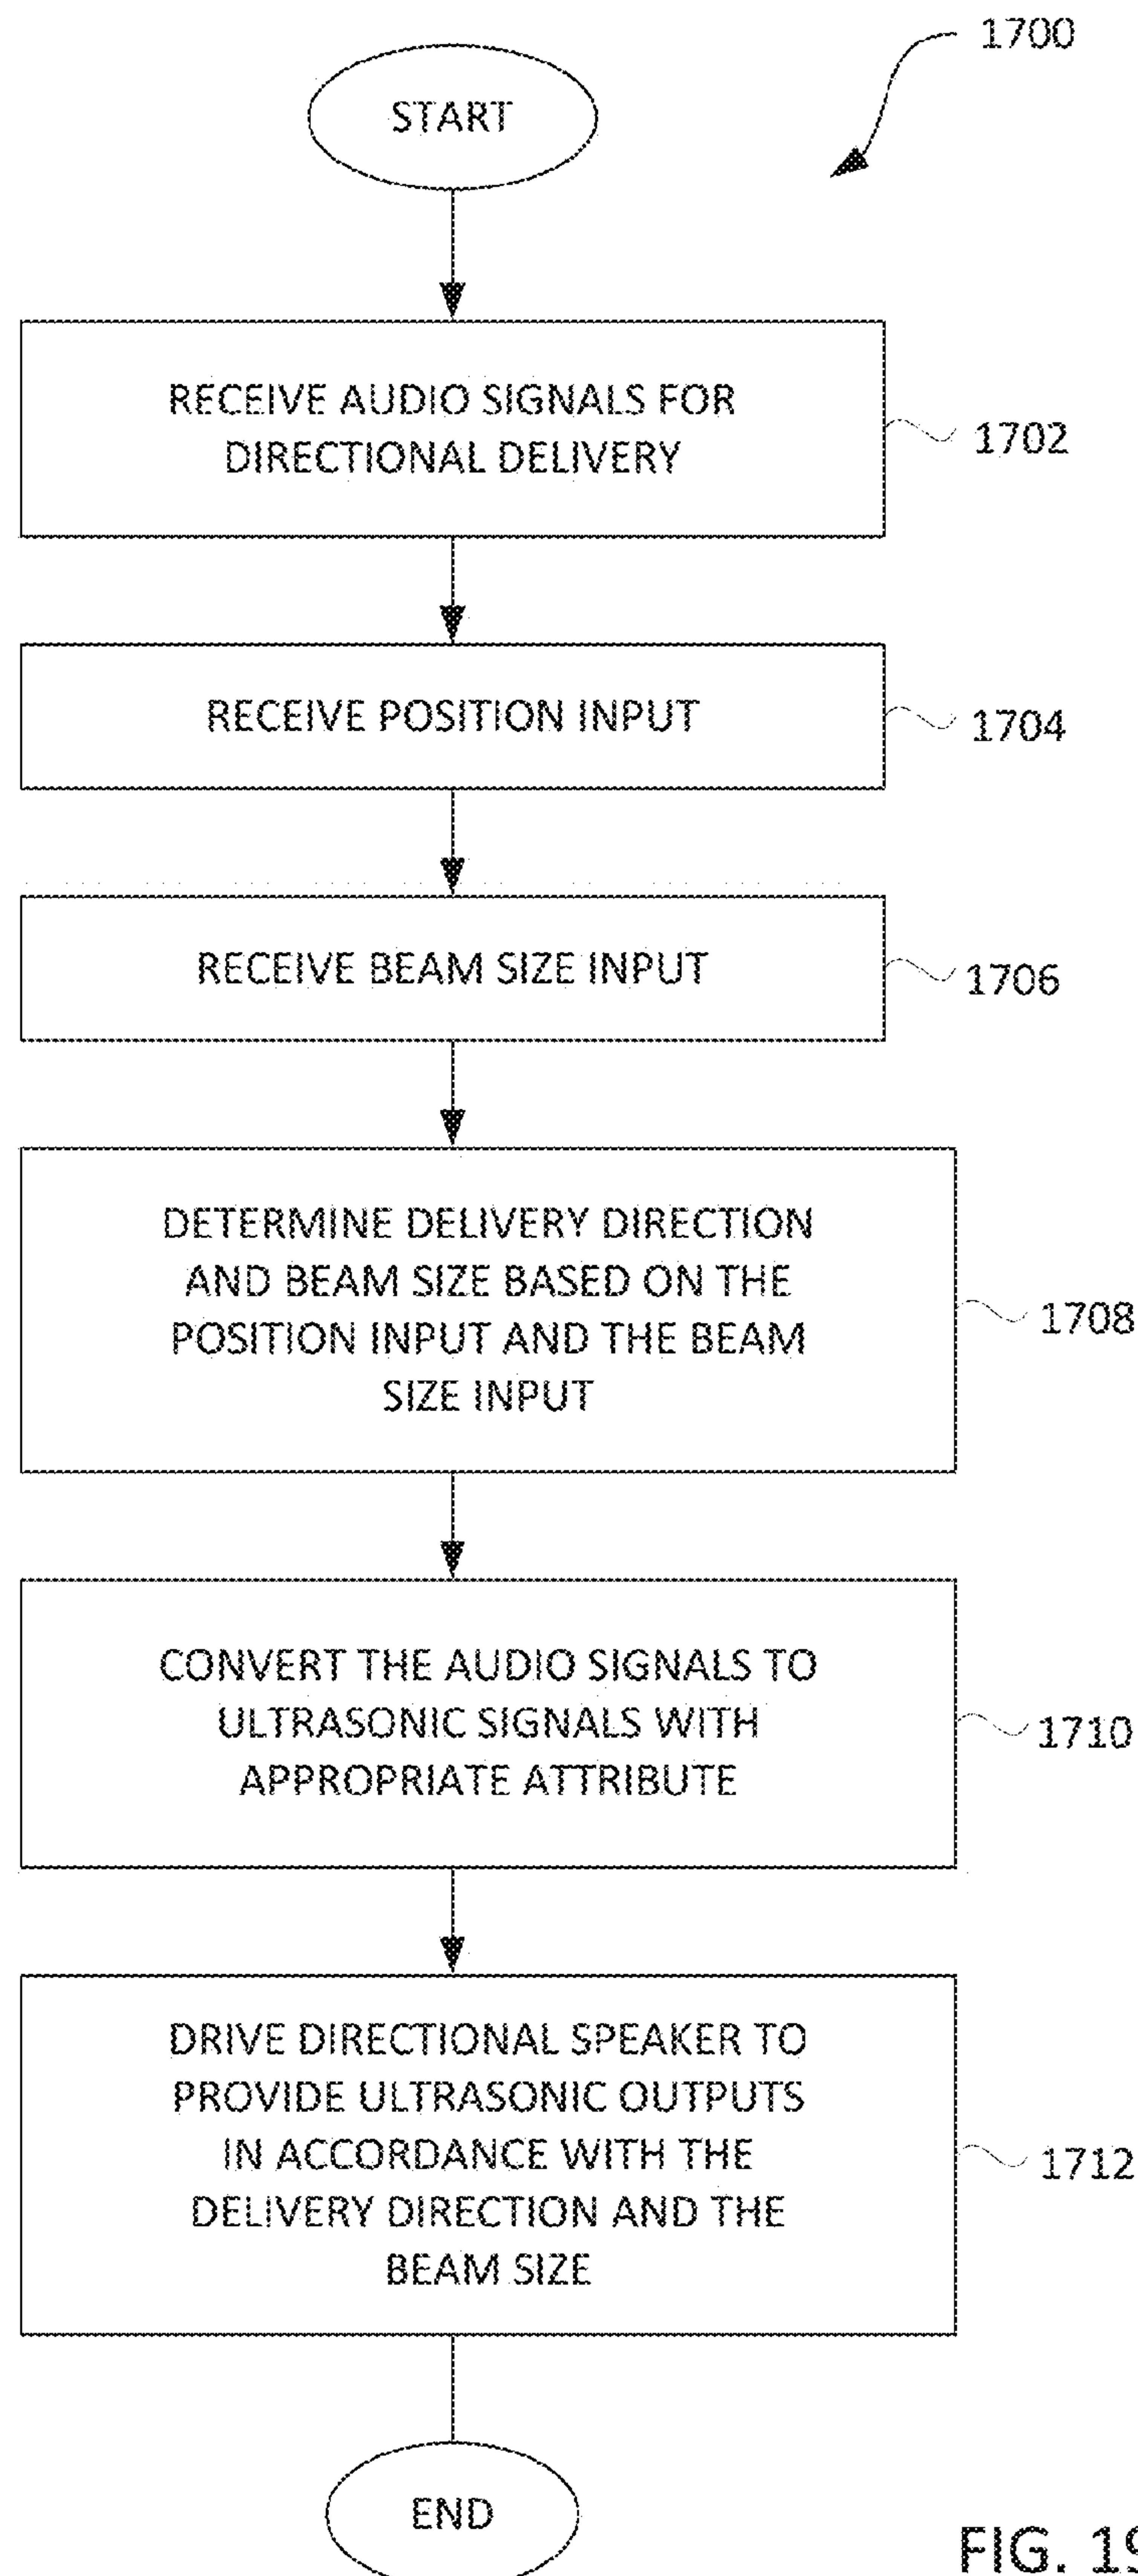 1700
START
RECEIVE AUDIO SIGNALS FOR
DIRECTIONAL DELIVERY
1702
RECEIVE POSITION INPUT
1704
RECEIVE BEAM SIZE INPUT
1706
DETERMINE DELIVERY DIRECTION
AND BEAM SIZE BASED ON THE
POSITION INPUT AND THE BEAM
SIZE INPUT
1708
CONVERT THE AUDIO SIGNALS TO
ULTRASONIC SIGNALS WITH
APPROPRIATE ATTRIBUTE
1710
DRIVE DIRECTIONAL SPEAKER TO
PROVIDE ULTRASONIC OUTPUTS
IN ACCORDANCE WITH THE
DELIVERY DIRECTION AND THE
BEAM SIZE
1712
END
FIG. 19